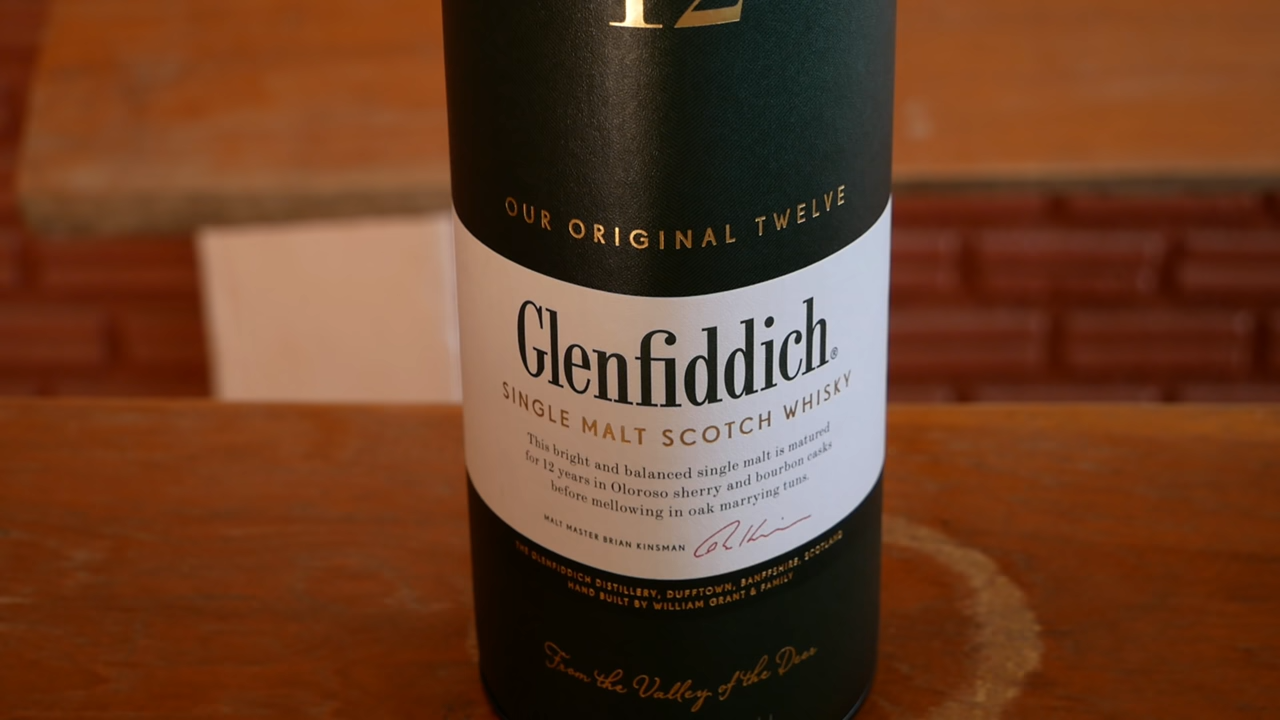 12
OUR ORIGINAL TWELVE
Glenfiddich®
SINGLE MALT SCOTCH WHISKY
This bright and balanced single malt is matured
for 12 years in Oloroso sherry and bourbon casks
before mellowing in oak marrying tuns.
MALT MASTER BRIAN KINSMAN
THE GLENFIDDICH DISTILLERY, DUFFTOWN, BANFFSHIRE, SCOTLAND
HAND BUILT BY WILLIAM GRANT & FAMILY
From the Valley of the Deer